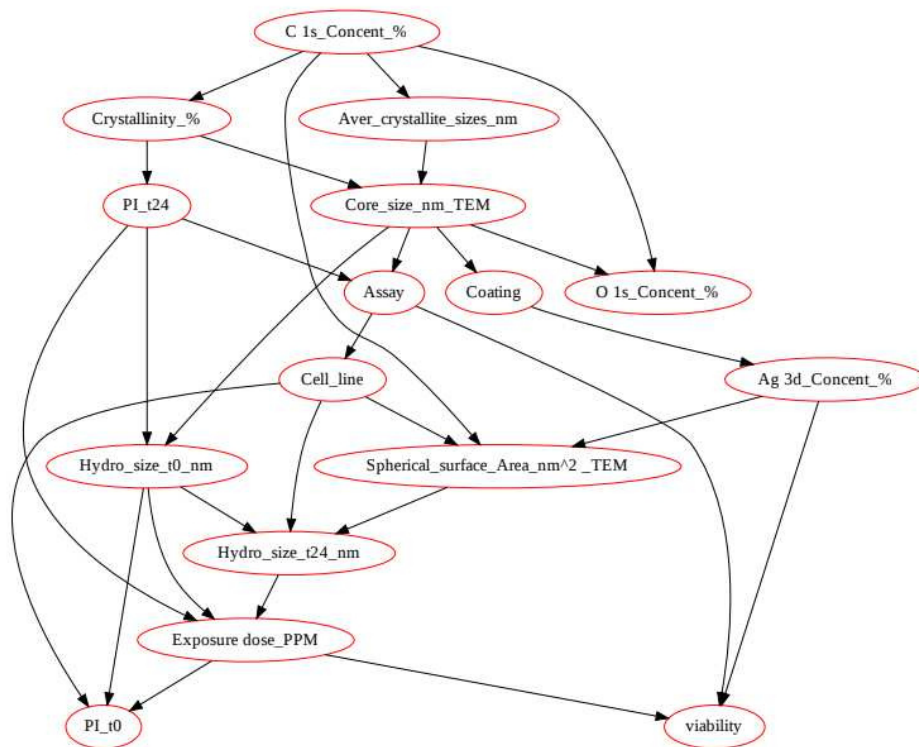 C 1s_Concent_%
Crystallinity_%
Aver_crystallite_sizes_nm
PI_t24
Core_size_nm_TEM
Assay
Coating
O 1s_Concent_%
Cell_line
Ag 3d_Concent_%
Hydro_size_t0_nm
Spherical_surface_Area_nm^2 _TEM
Hydro_size_t24_nm
Exposure dose_PPM
PI_t0
viability